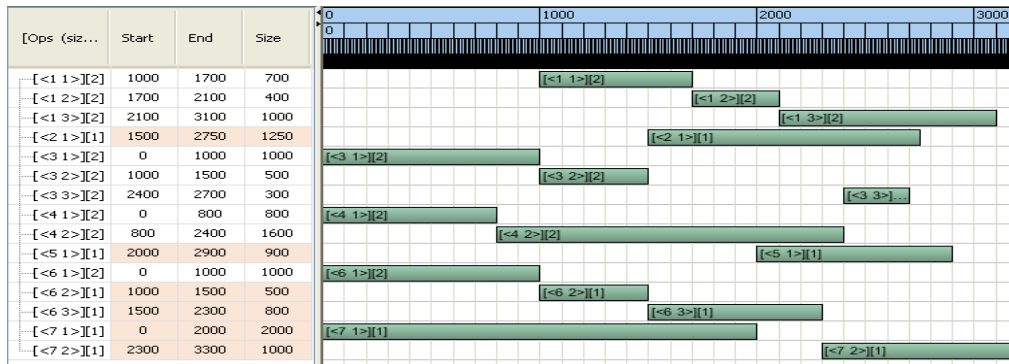 0 1000 2000 3000
[Ops (siz... Start End Size 0
[<1 1>][2] 1000 1700 700 [<1 1>][2]
[<1 2>][2] 1700 2100 400 [<1 2>][2]
[<1 3>][2] 2100 3100 1000 [<1 3>][2]
[<2 1>][1] 1500 2750 1250 [<2 1>][1]
[<3 1>][2] 0 1000 1000 [<3 1>][2]
[<3 2>][2] 1000 1500 500 [<3 2>][2]
[<3 3>][2] 2400 2700 300 [<3 3>]...
[<4 1>][2] 0 800 800 [<4 1>][2]
[<4 2>][2] 800 2400 1600 [<4 2>][2]
[<5 1>][1] 2000 2900 900 [<5 1>][1]
[<6 1>][2] 0 1000 1000 [<6 1>][2]
[<6 2>][1] 1000 1500 500 [<6 2>][1]
[<6 3>][1] 1500 2300 800 [<6 3>][1]
[<7 1>][1] 0 2000 2000 [<7 1>][1]
[<7 2>][1] 2300 3300 1000 [<7 2>][1]